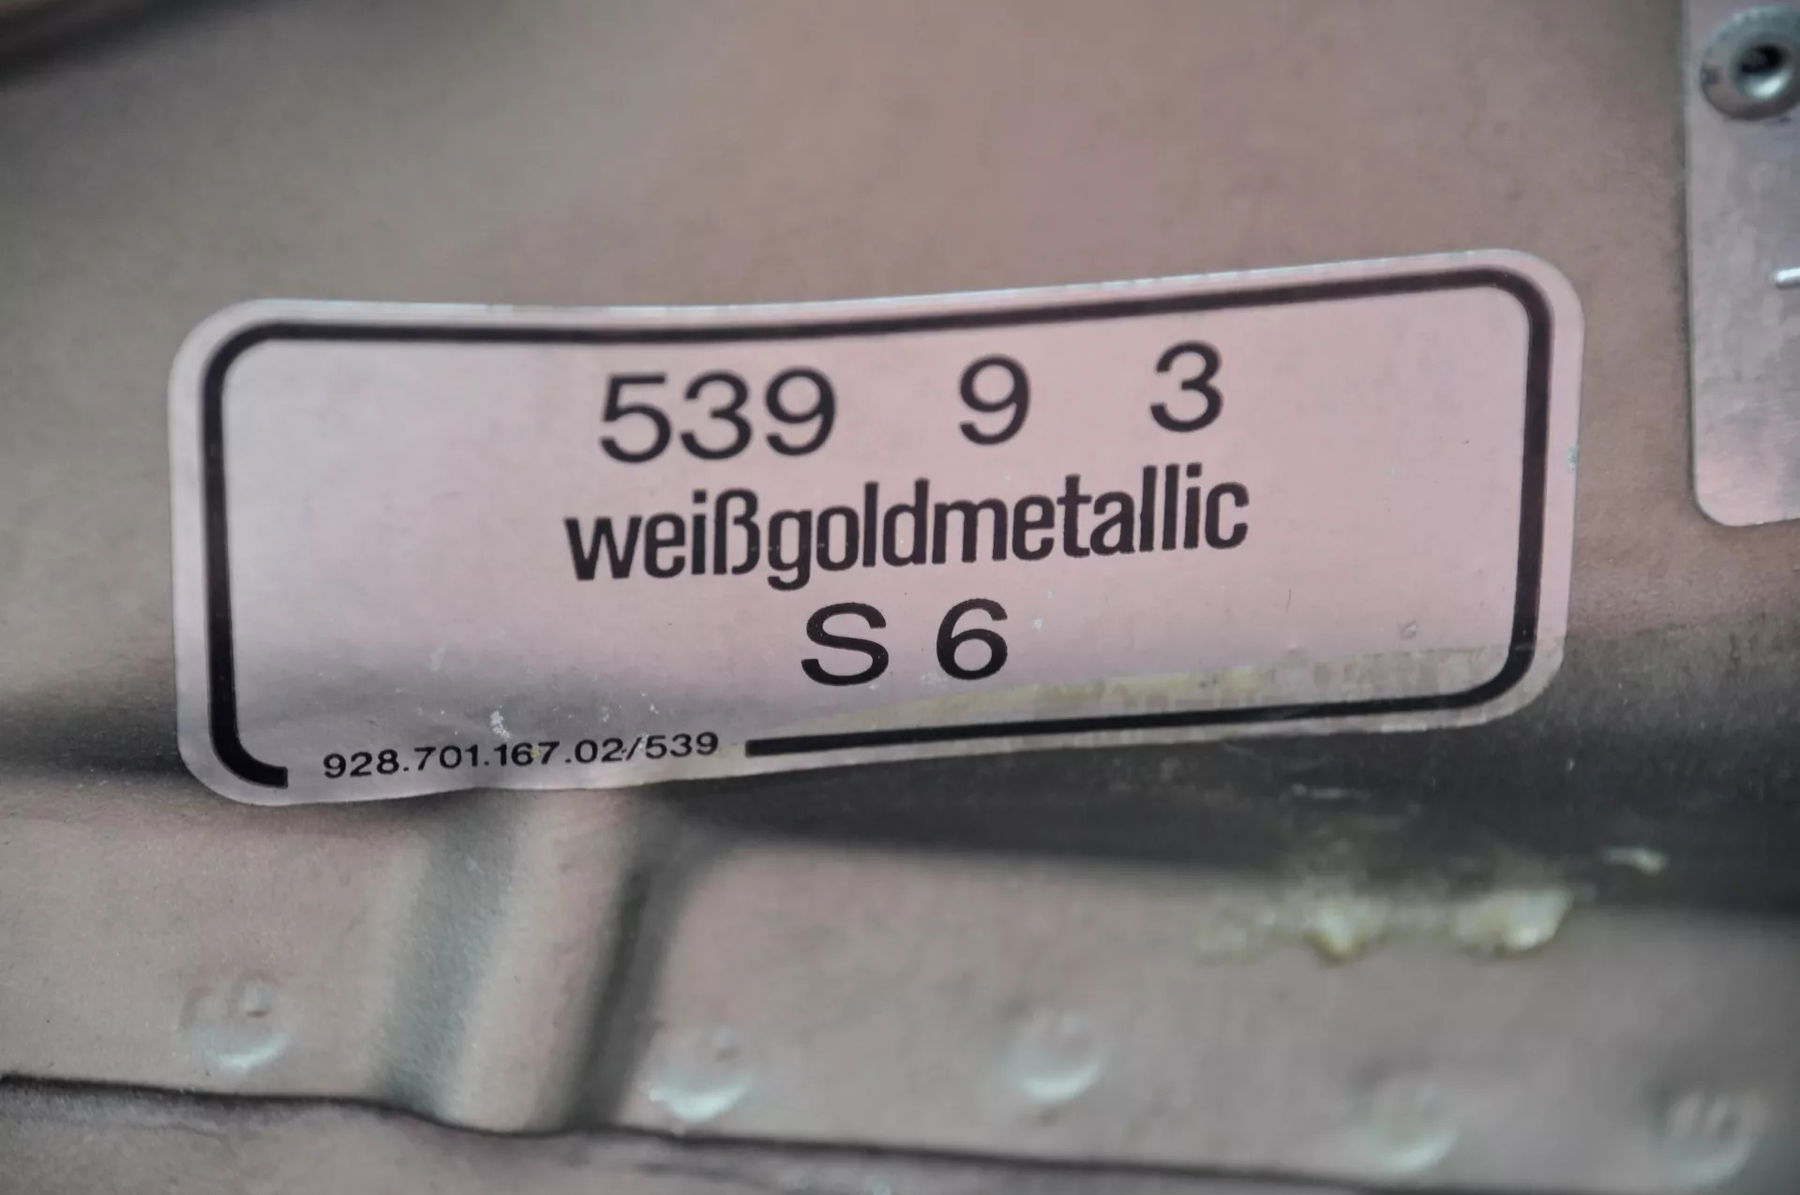 539 9 3
weißgoldmetallic
S 6
928.701.167.02/539